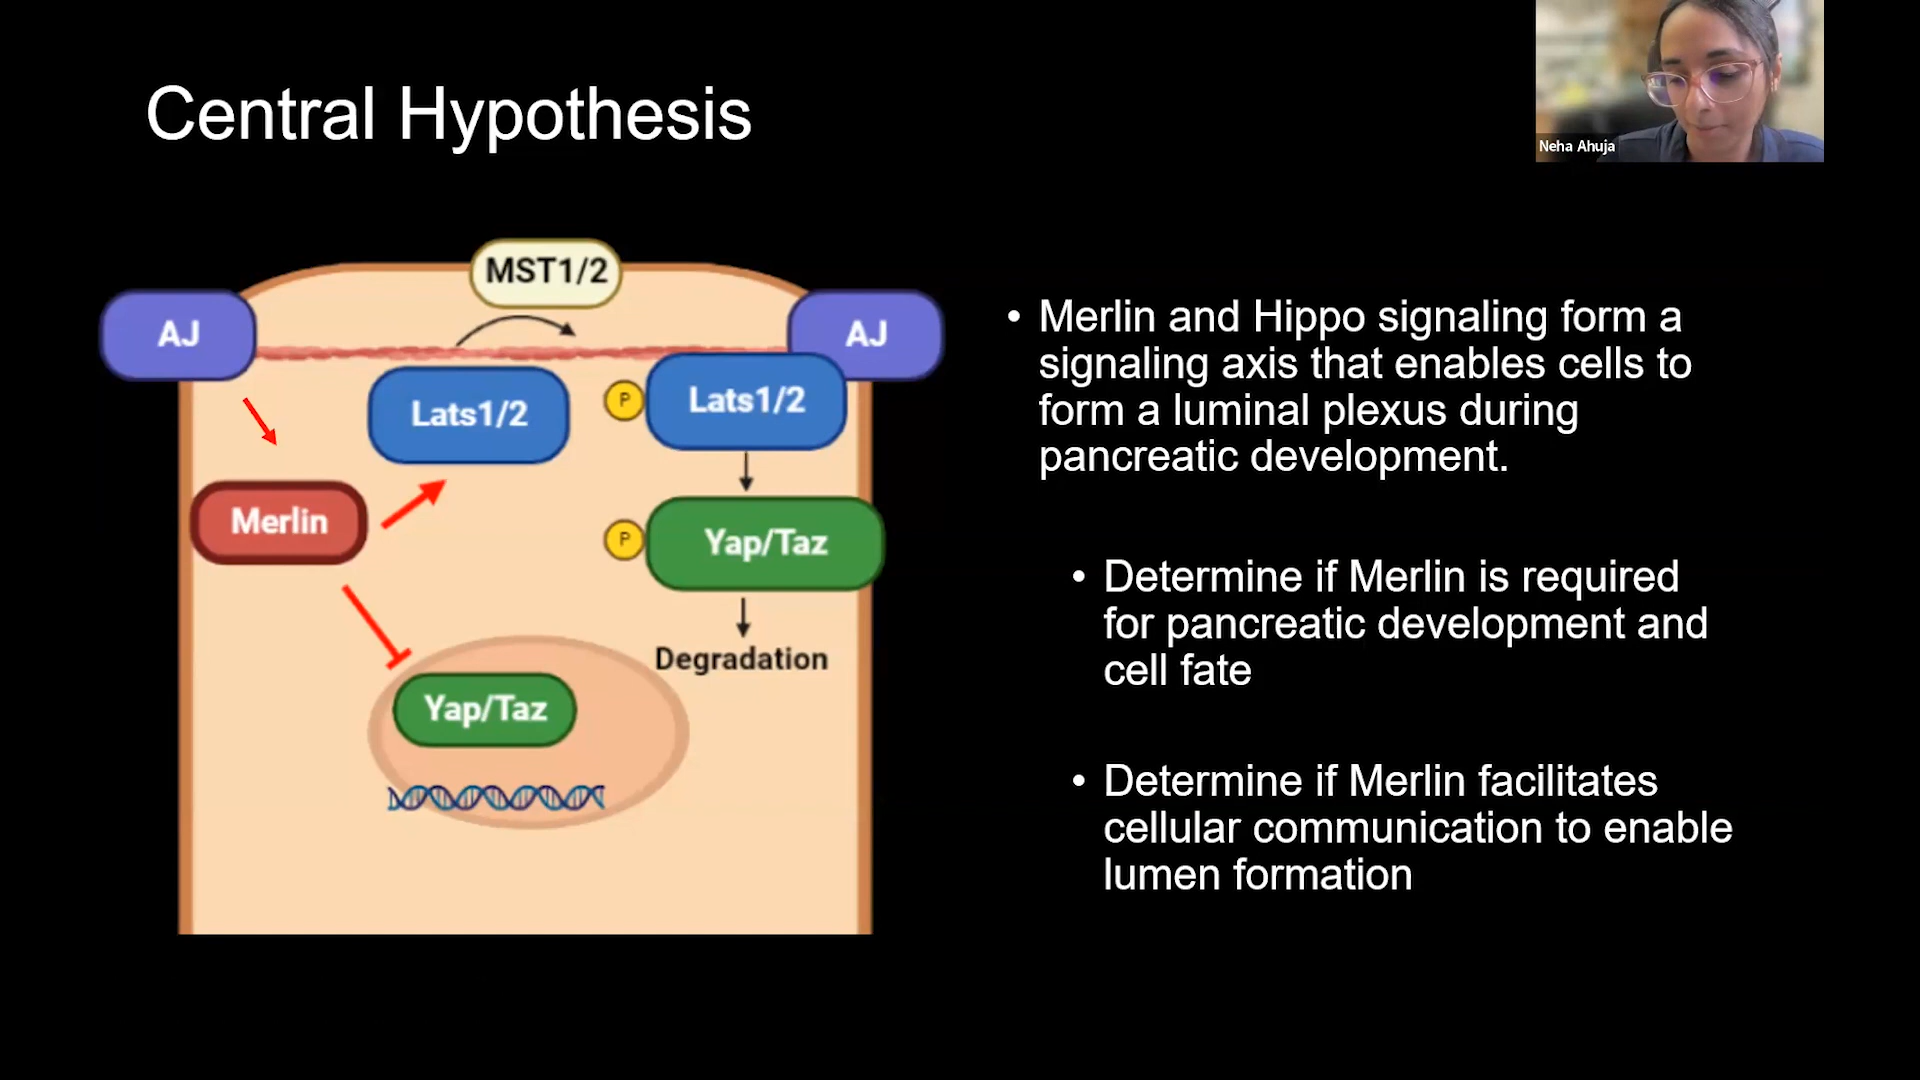 Central Hypothesis
Neha Ahuja
MST1/2
AJ
AJ
Lats1/2
P
Lats1/2
Merlin
P
Yap/Taz
Degradation
Yap/Taz
• Merlin and Hippo signaling form a
signaling axis that enables cells to
form a luminal plexus during
pancreatic development.
• Determine if Merlin is required
for pancreatic development and
cell fate
• Determine if Merlin facilitates
cellular communication to enable
lumen formation